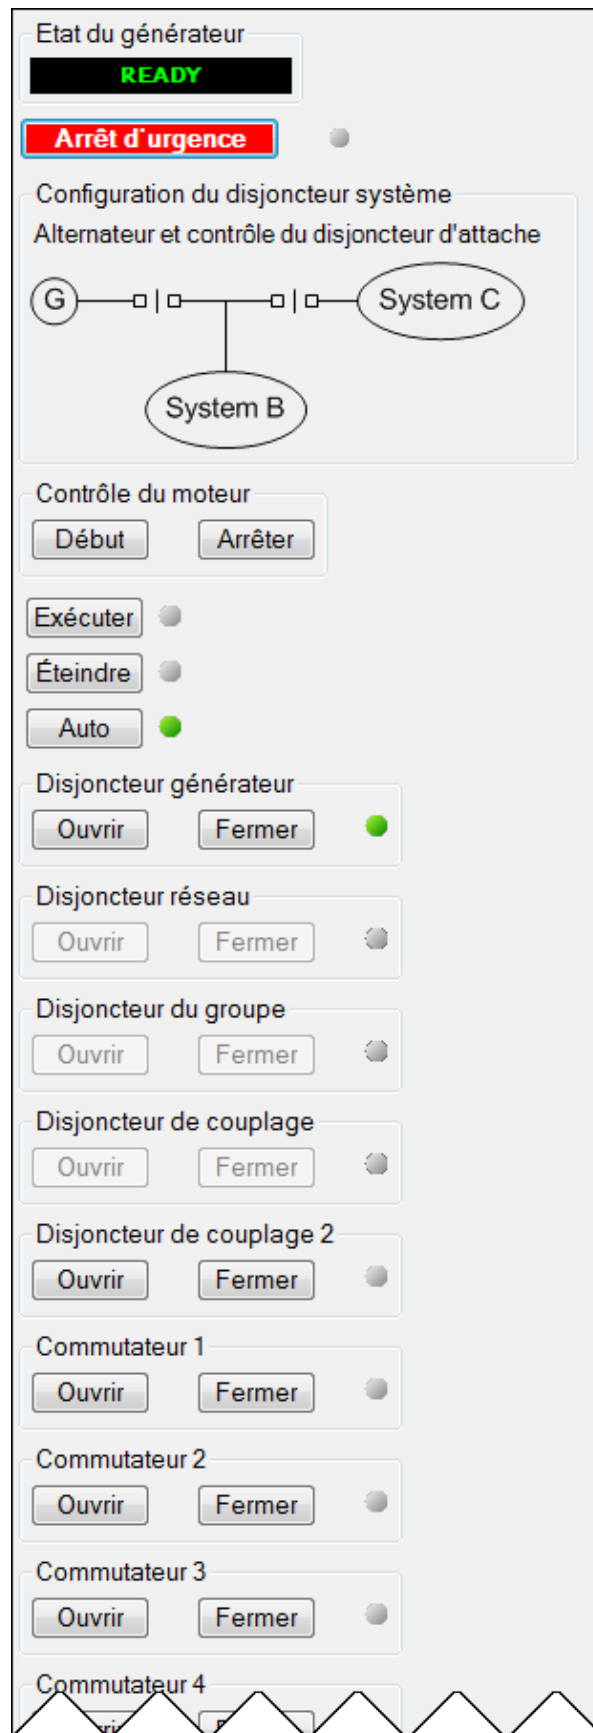 Etat du générateur
READY
Arrêt d'urgence
Configuration du disjoncteur système
Alternateur et contrôle du disjoncteur d'attache
G System C
System B
Contrôle du moteur
Début Arrêter
Exécuter
Éteindre
Auto
Disjoncteur générateur
Ouvrir Fermer
Disjoncteur réseau
Ouvrir Fermer
Disjoncteur du groupe
Ouvrir Fermer
Disjoncteur de couplage
Ouvrir Fermer
Disjoncteur de couplage 2
Ouvrir Fermer
Commutateur 1
Ouvrir Fermer
Commutateur 2
Ouvrir Fermer
Commutateur 3
Ouvrir Fermer
Commutateur 4